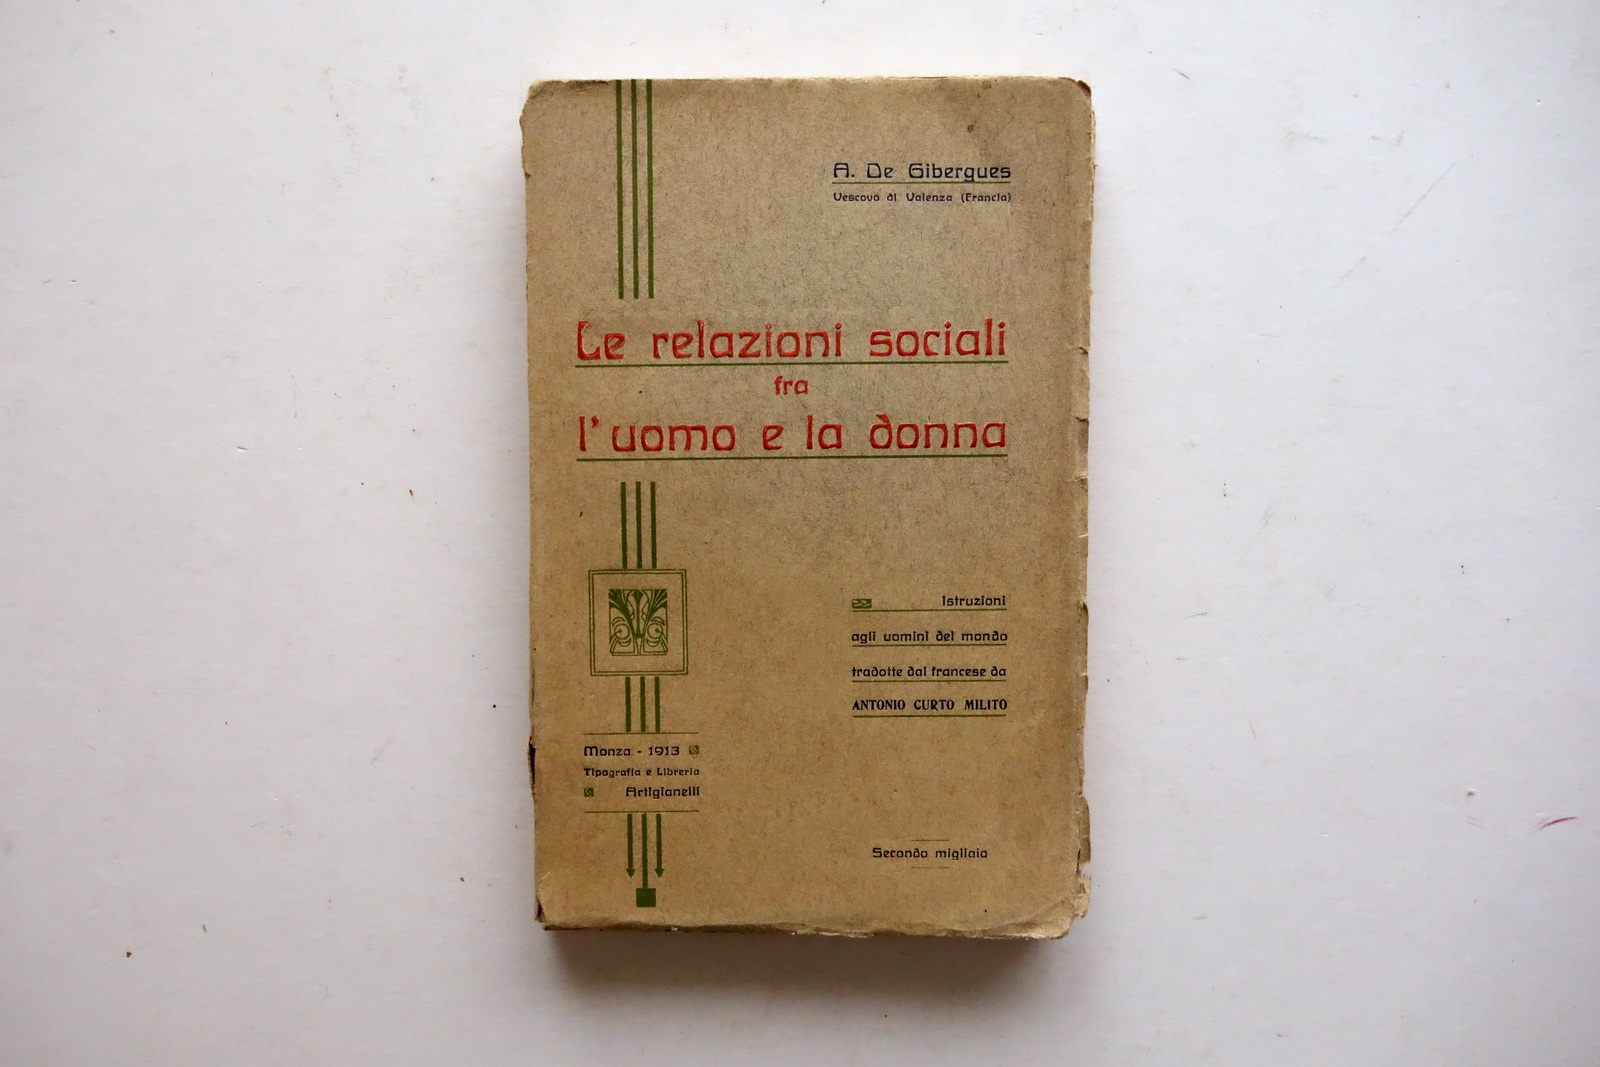 A. De Gibergues
Vescovo di Valenza (Francia)
Le relazioni sociali
fra
l'uomo e la donna
Istruzioni
agli uomini del mondo
tradotte dal francese da
ANTONIO CURTO MILITO
Monza - 1913
Tipografia e Libreria
Artigianelli
Secondo migliaio